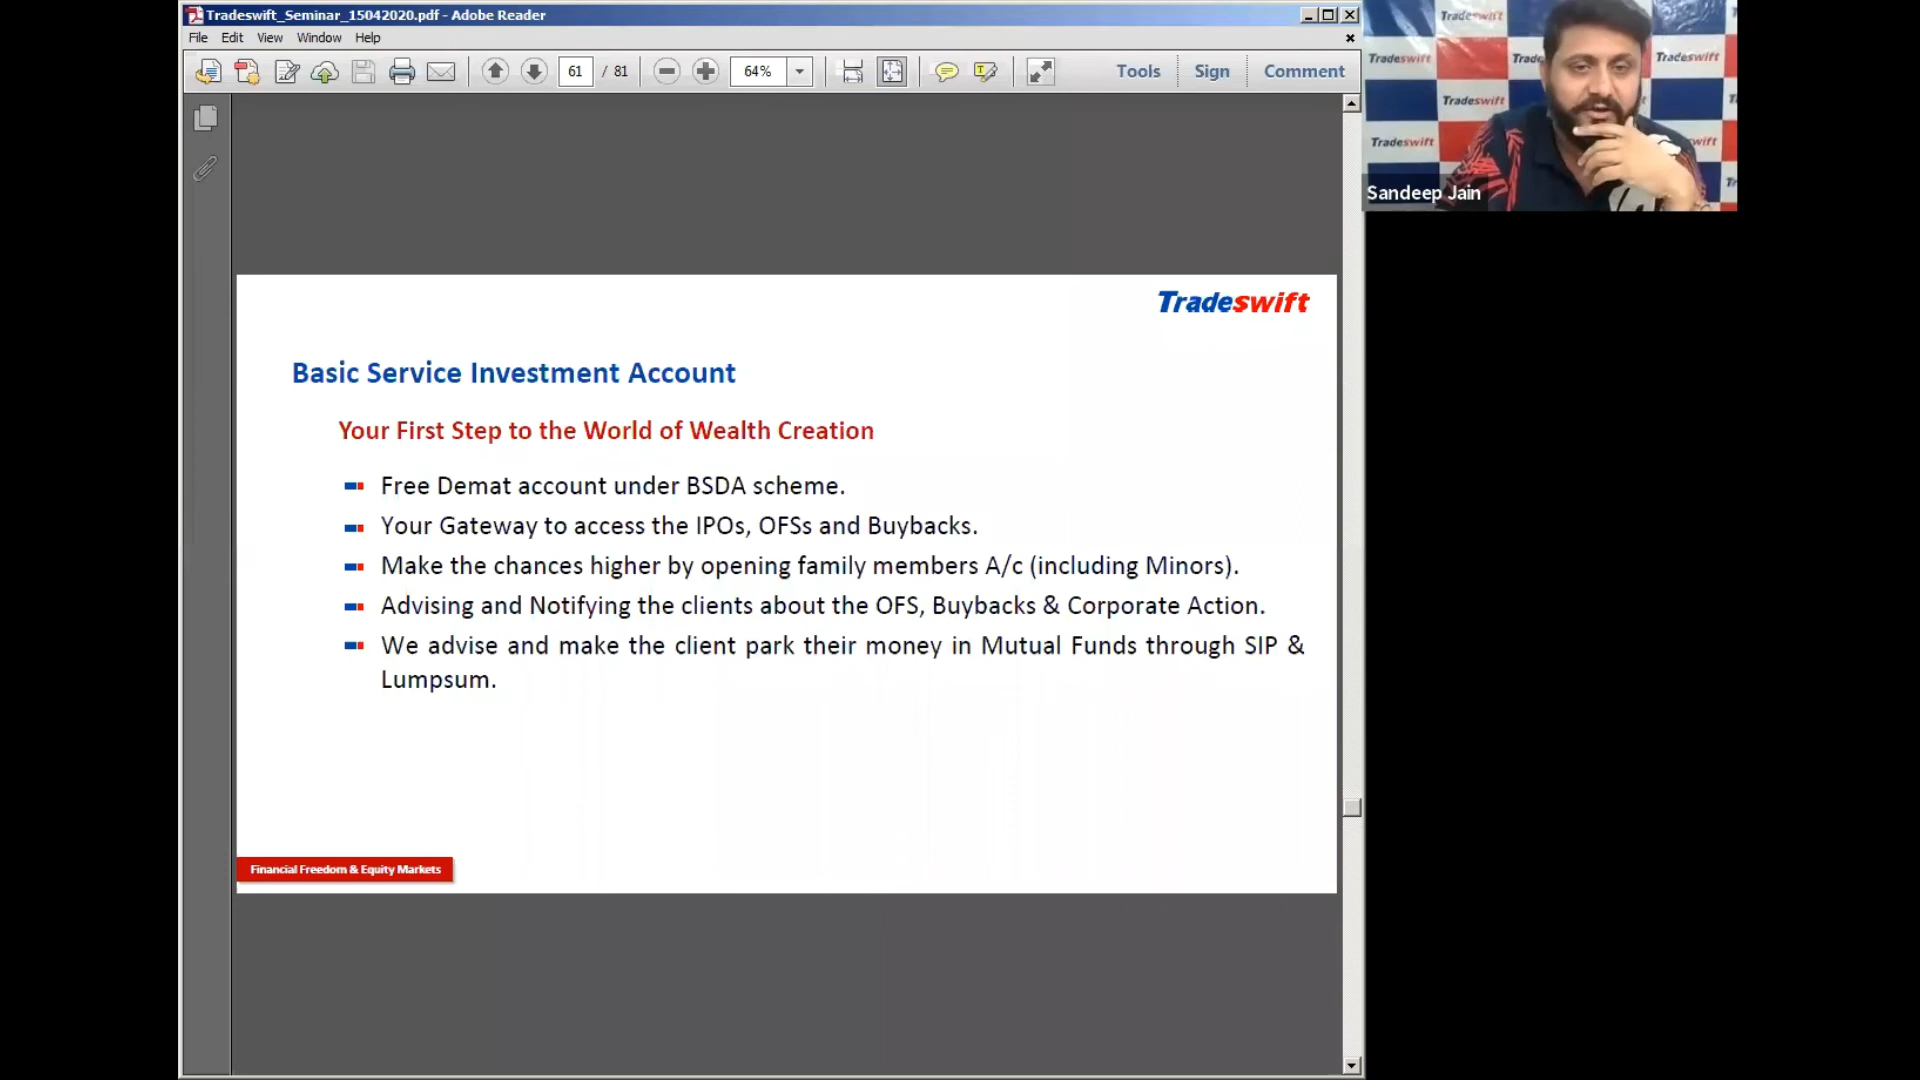 Tradeswift_Seminar_15042020.pdf - Adobe Reader
File Edit View Window Help
61 / 81 64% Tools Sign Comment
Tradeswift
Tradeswift
Tradeswift
Tradeswift
Tradeswift
Sandeep Jain
Tradeswift
Basic Service Investment Account
Your First Step to the World of Wealth Creation
Free Demat account under BSDA scheme.
Your Gateway to access the IPOs, OFSs and Buybacks.
Make the chances higher by opening family members A/c (including Minors).
Advising and Notifying the clients about the OFS, Buybacks & Corporate Action.
We advise and make the client park their money in Mutual Funds through SIP &
Lumpsum.
Financial Freedom & Equity Markets